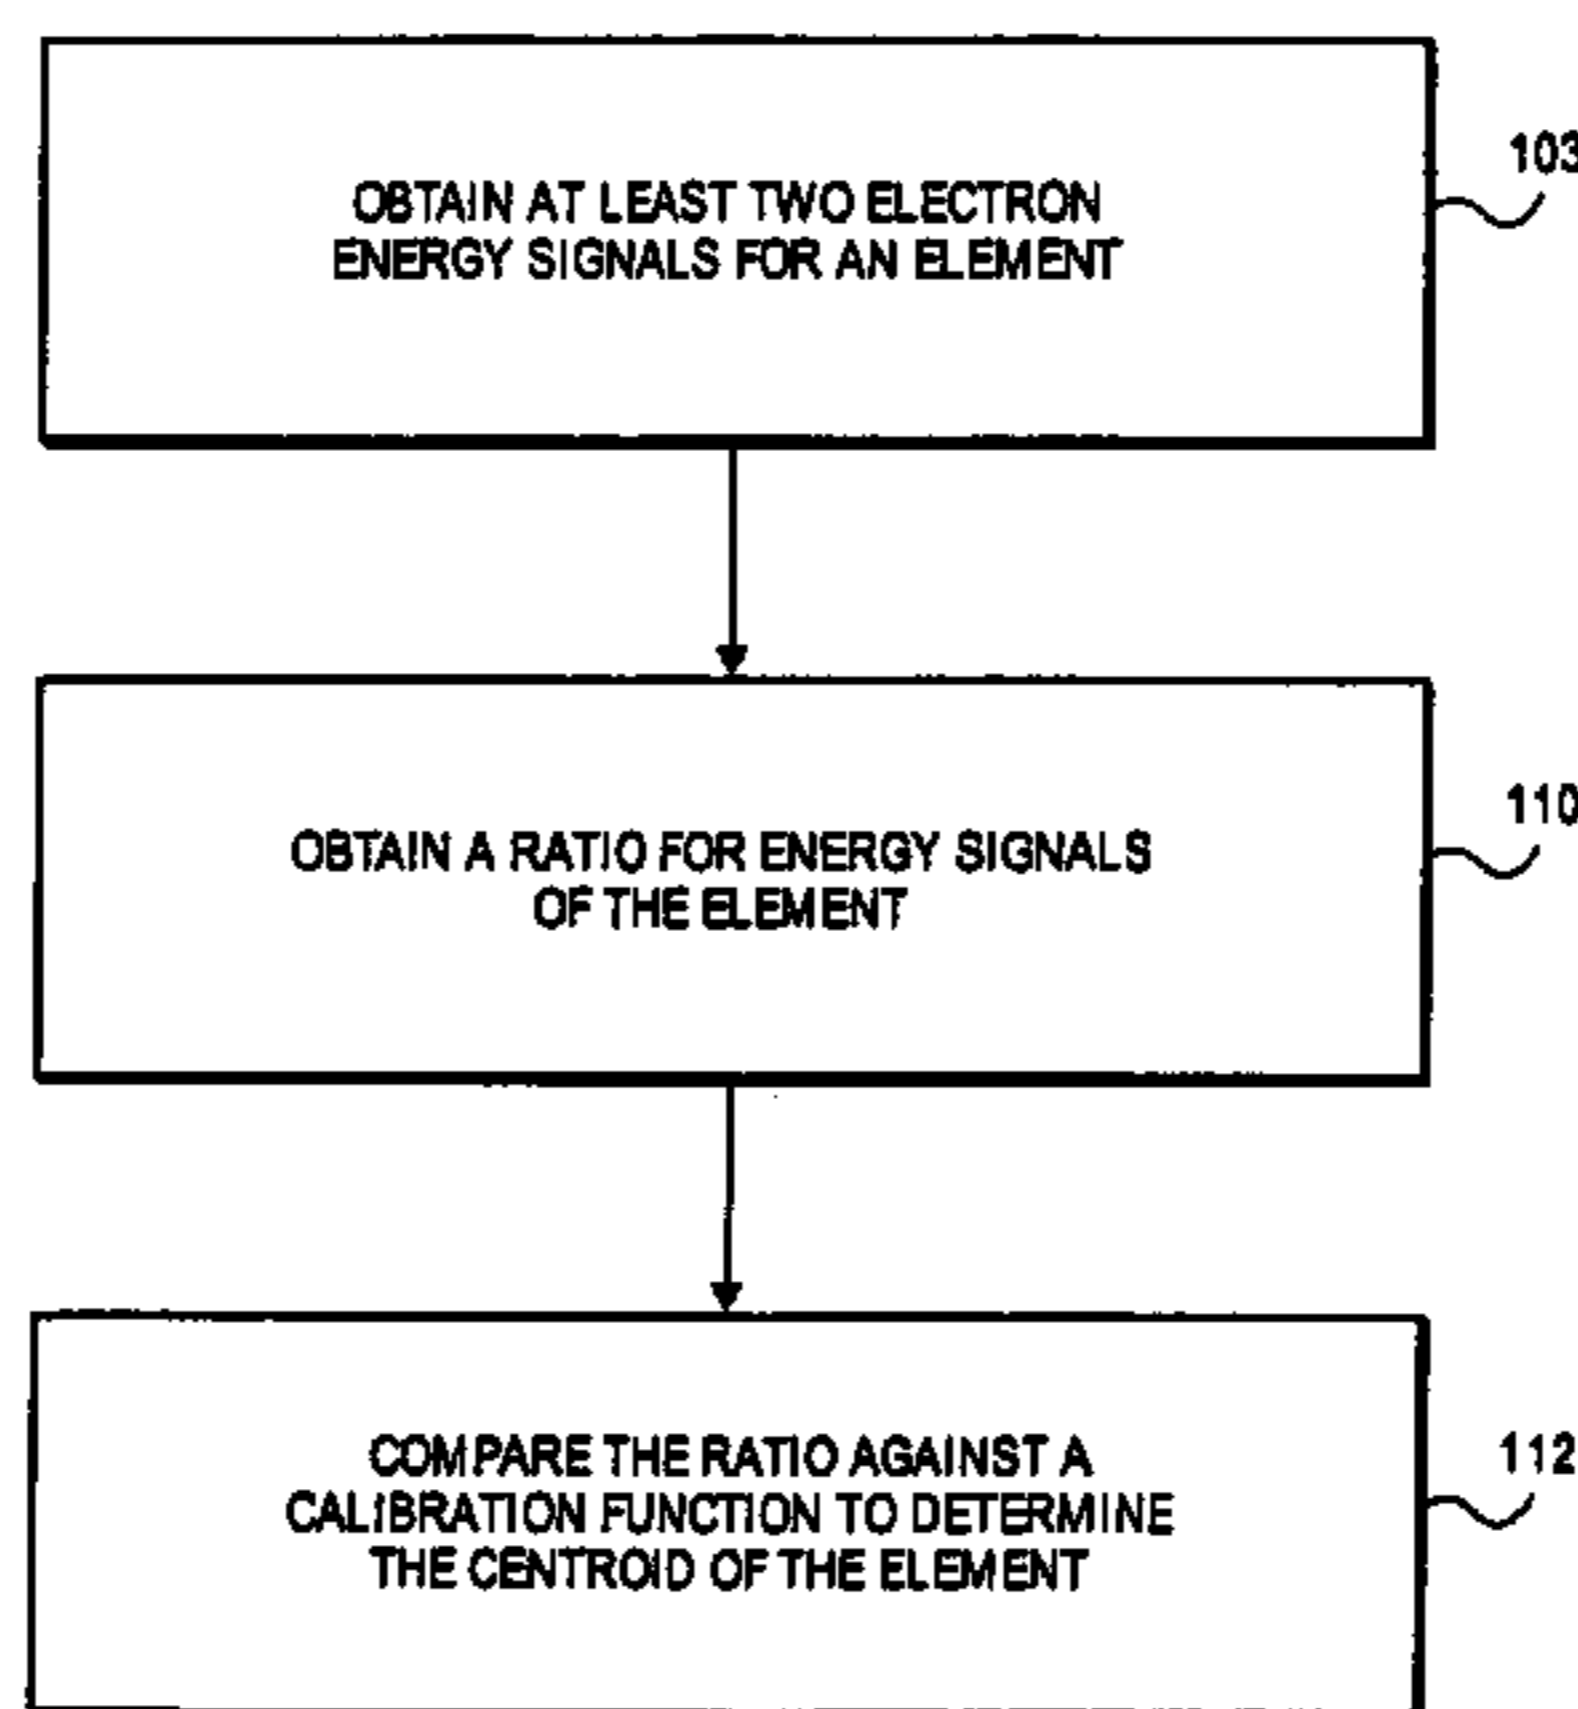 OBTAIN AT LEAST TWO ELECTRON
ENERGY SIGNALS FOR AN ELEMENT
103
OBTAIN A RATIO FOR ENERGY SIGNALS
OF THE ELEMENT
110
COMPARE THE RATIO AGAINST A
CALIBRATION FUNCTION TO DETERMINE
THE CENTROID OF THE ELEMENT
112